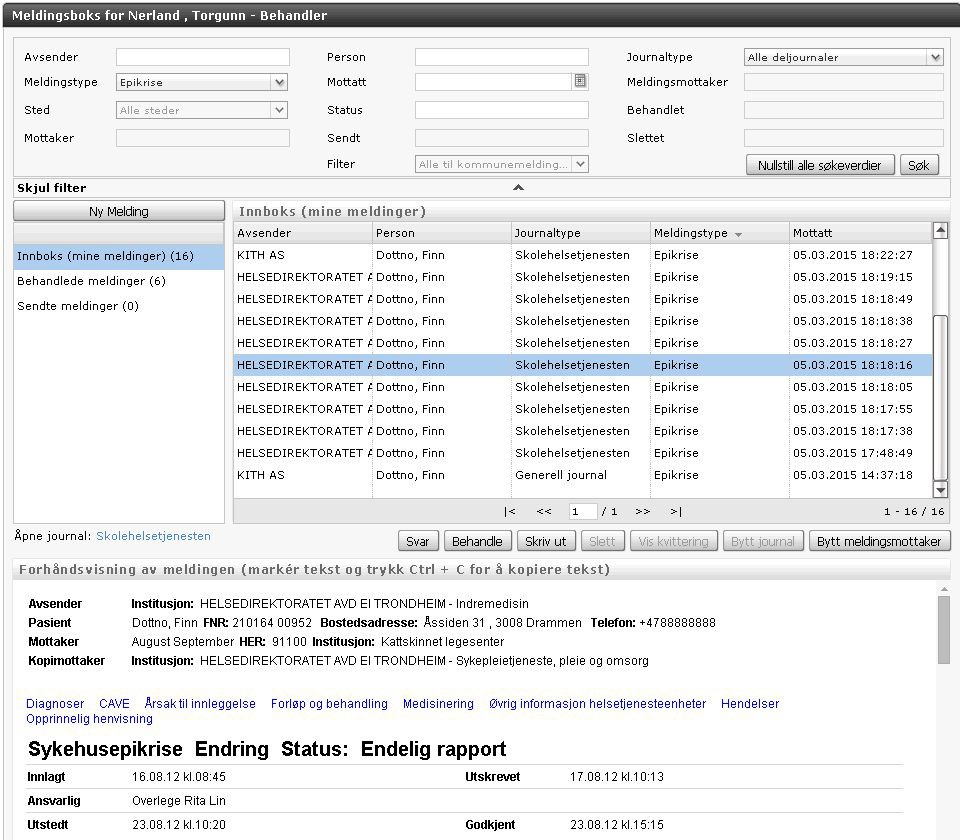 Meldingsboks for Nerland , Torgunn - Behandler
Avsender Person Journaltype Alle deljournaler
Meldingstype Epikrise Mottatt Meldingsmottaker
Sted Alle steder Status Behandlet
Mottaker Sendt Slettet
Filter Alle til kommunemelding... Nullstill alle søkeverdier Søk
Skjul filter
Ny Melding
Innboks (mine meldinger) (16)
Behandlede meldinger (6)
Sendte meldinger (0)
Innboks (mine meldinger)
Avsender Person Journaltype Meldingstype Mottatt
KITH AS Dottno, Finn Skolehelsetjenesten Epikrise 05.03.2015 18:22:27
HELSEDIREKTORATET A Dottno, Finn Skolehelsetjenesten Epikrise 05.03.2015 18:19:15
HELSEDIREKTORATET A Dottno, Finn Skolehelsetjenesten Epikrise 05.03.2015 18:18:49
HELSEDIREKTORATET A Dottno, Finn Skolehelsetjenesten Epikrise 05.03.2015 18:18:38
HELSEDIREKTORATET A Dottno, Finn Skolehelsetjenesten Epikrise 05.03.2015 18:18:27
HELSEDIREKTORATET A Dottno, Finn Skolehelsetjenesten Epikrise 05.03.2015 18:18:16
HELSEDIREKTORATET A Dottno, Finn Skolehelsetjenesten Epikrise 05.03.2015 18:18:05
HELSEDIREKTORATET A Dottno, Finn Skolehelsetjenesten Epikrise 05.03.2015 18:17:55
HELSEDIREKTORATET A Dottno, Finn Skolehelsetjenesten Epikrise 05.03.2015 18:17:38
HELSEDIREKTORATET A Dottno, Finn Skolehelsetjenesten Epikrise 05.03.2015 17:48:49
KITH AS Dottno, Finn Generell journal Epikrise 05.03.2015 14:37:18
|< << 1 / 1 >> >| 1 - 16 / 16
Åpne journal: Skolehelsetjenesten
Svar Behandle Skriv ut Slett Vis kvittering Bytt journal Bytt meldingsmottaker
Forhåndsvisning av meldingen (markér tekst og trykk Ctrl + C for å kopiere tekst)
Avsender Institusjon: HELSEDIREKTORATET AVD EI TRONDHEIM - Indremedisin
Pasient Dottno, Finn FNR: 210164 00952 Bostedsadresse: Åssiden 31 , 3008 Drammen Telefon: +4788888888
Mottaker August September HER: 91100 Institusjon: Kattskinnet legesenter
Kopimottaker Institusjon: HELSEDIREKTORATET AVD EI TRONDHEIM - Sykepleietjeneste, pleie og omsorg
Diagnoser CAVE Årsak til innleggelse Forløp og behandling Medisinering Øvrig informasjon helsetjenesteenheter Hendelser
Opprinnelig henvisning
Sykehusepikrise Endring Status: Endelig rapport
Innlagt 16.08.12 kl.08:45 Utskrevet 17.08.12 kl.10:13
Ansvarlig Overlege Rita Lin
Utstedt 23.08.12 kl.10:20 Godkjent 23.08.12 kl.15:15